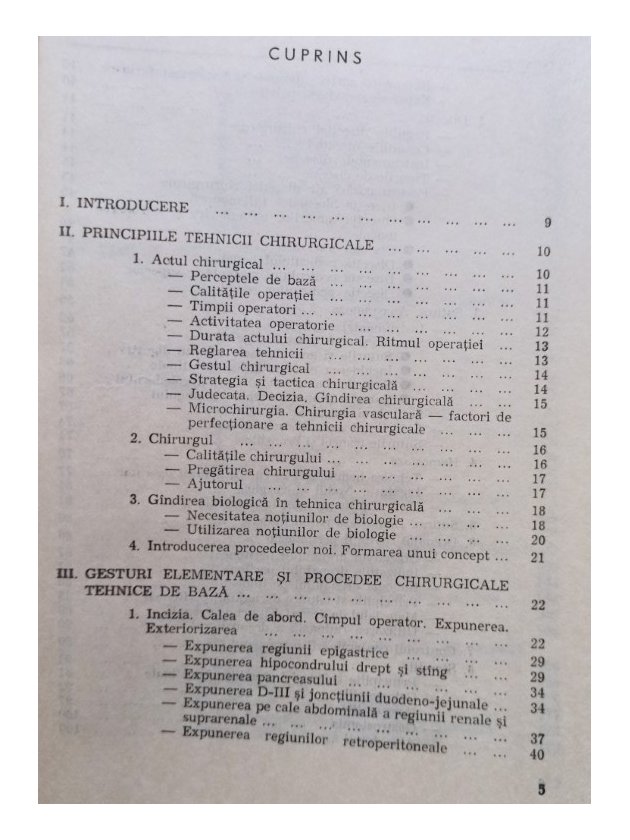 CUPRINS
I. INTRODUCERE ... ... ... ... ... ... ... ... ... ... ... 9
II. PRINCIPIILE TEHNICII CHIRURGICALE ... ... ... ... ... 10
1. Actul chirurgical ... ... ... ... ... ... ... ... ... 10
— Perceptele de bază ... ... ... ... ... ... ... 11
— Calitățile operației ... ... ... ... ... ... ... 11
— Timpii operatori ... ... ... ... ... ... ... ... 11
— Activitatea operatorie ... ... ... ... ... ... 12
— Durata actului chirurgical. Ritmul operației ... 13
— Reglarea tehnicii ... ... ... ... ... ... ... 13
— Gestul chirurgical ... ... ... ... ... ... ... 14
— Strategia și tactica chirurgicală ... ... ... ... 14
— Judecata. Decizia. Gîndirea chirurgicală ... ... 15
— Microchirurgia. Chirurgia vasculară — factori de
perfecționare a tehnicii chirurgicale ... ... ... 15
2. Chirurgul ... ... ... ... ... ... ... ... ... ... 16
— Calitățile chirurgului ... ... ... ... ... ... ... 16
— Pregătirea chirurgului ... ... ... ... ... ... 17
— Ajutorul ... ... ... ... ... ... ... ... ... 17
3. Gîndirea biologică în tehnica chirurgicală ... ... ... 18
— Necesitatea noțiunilor de biologie ... ... ... ... 18
— Utilizarea noțiunilor de biologie ... ... ... ... 20
4. Introducerea procedeelor noi. Formarea unui concept ... 21
III. GESTURI ELEMENTARE ȘI PROCEDEE CHIRURGICALE
TEHNICE DE BAZĂ ... ... ... ... ... ... ... ... ... ... 22
1. Incizia. Calea de abord. Cîmpul operator. Expunerea.
Exteriorizarea ... ... ... ... ... ... ... ... ... 22
— Expunerea regiunii epigastrice ... ... ... ... 29
— Expunerea hipocondrului drept și stîng ... ... 29
— Expunerea pancreasului ... ... ... ... ... ... 34
— Expunerea D-III și joncțiunii duodeno-jejunale ... 34
— Expunerea pe cale abdominală a regiunii renale și
suprarenale ... ... ... ... ... ... ... ... ... 37
— Expunerea regiunilor retroperitoneale ... ... 40
5